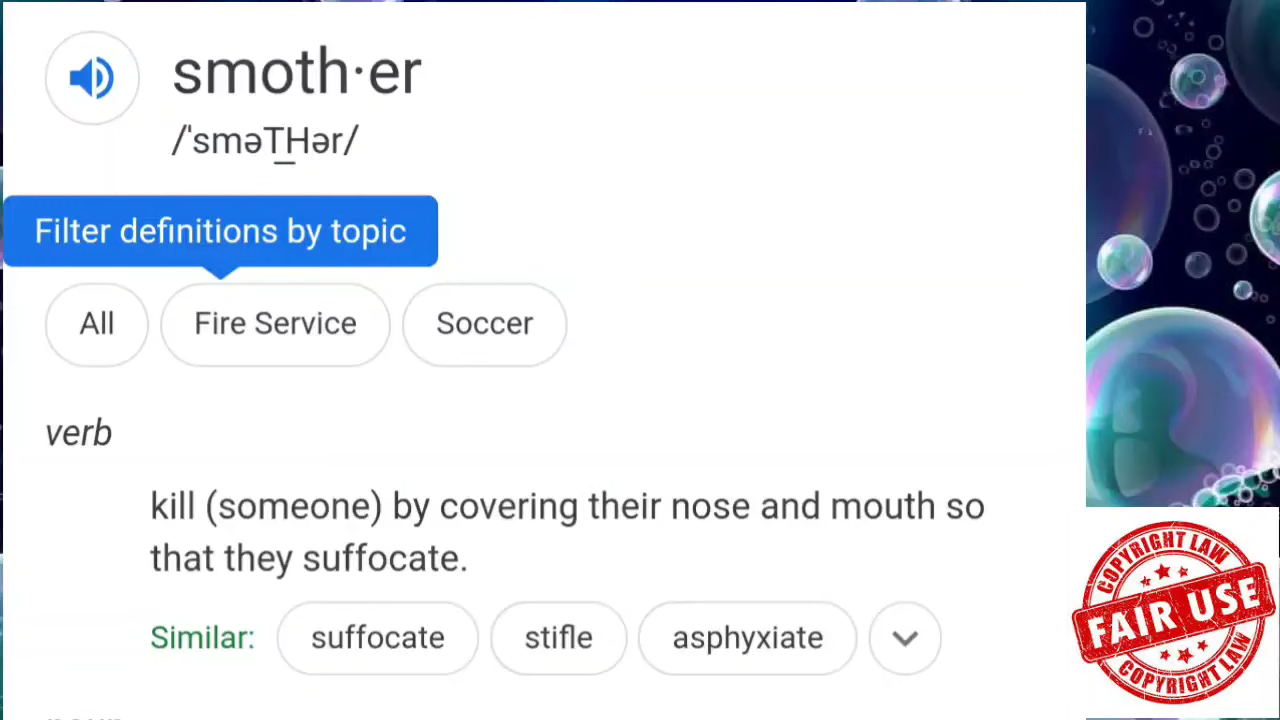 smoth·er
/ˈsməT͟Hər/
Filter definitions by topic
All
Fire Service
Soccer
verb
kill (someone) by covering their nose and mouth so
that they suffocate.
Similar:
suffocate
stifle
asphyxiate
COPYRIGHT LAW
FAIR USE
COPYRIGHT LAW